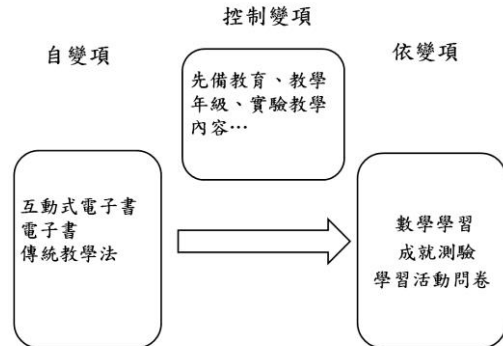 控制變項
自變項
依變項
先備教育、教學
年級、實驗教學
內容…
互動式電子書
電子書
傳統教學法
數學學習
成就測驗
學習活動問卷